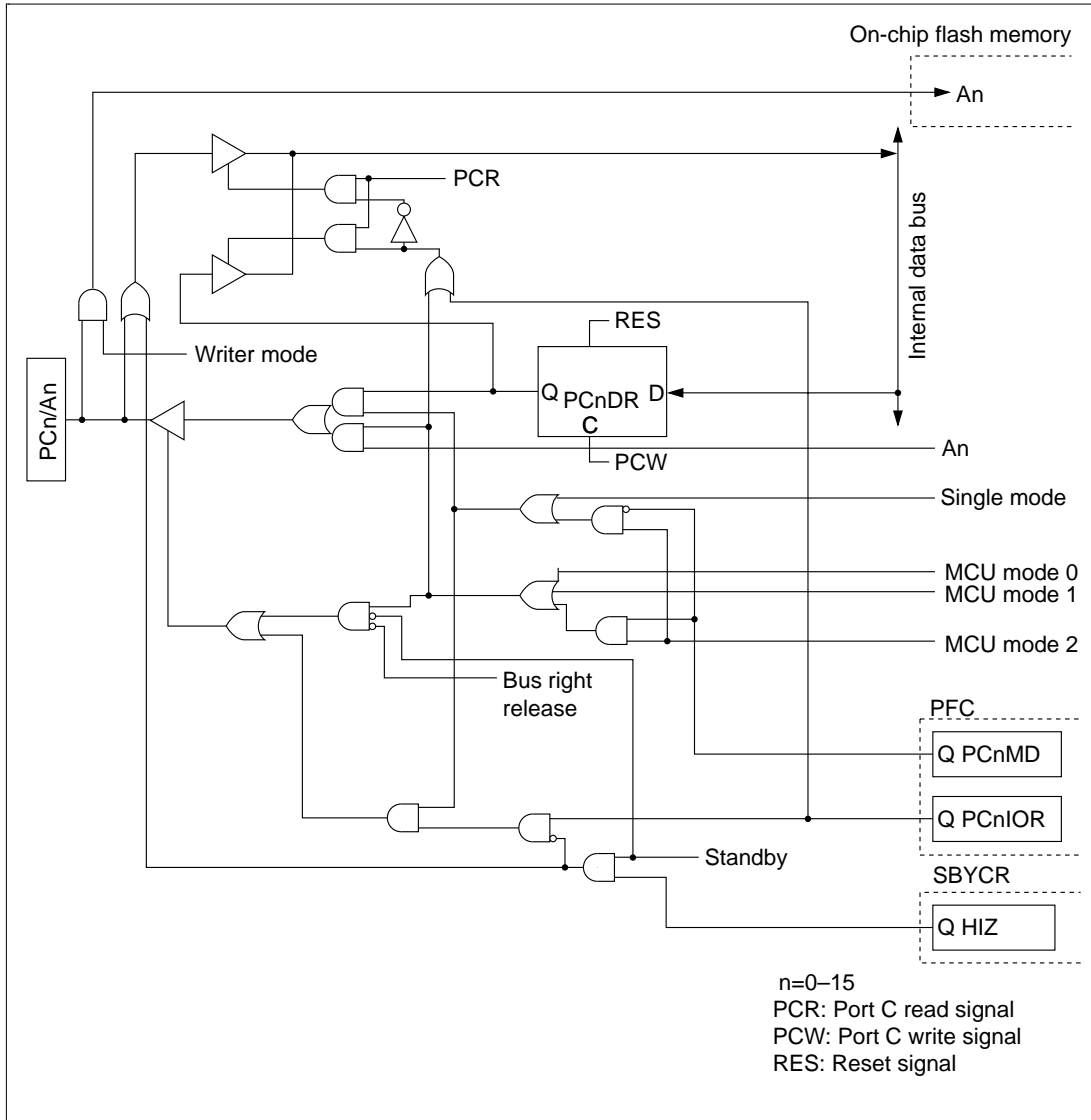 On-chip flash memory
An
PCR
Internal data bus
RES
Writer mode
PCn/An
Q PCnDR D
C
PCW
An
Single mode
MCU mode 0
MCU mode 1
MCU mode 2
Bus right
release
PFC
Q PCnMD
Q PCnIOR
Standby
SBYCR
Q HIZ
n=0–15
PCR: Port C read signal
PCW: Port C write signal
RES: Reset signal